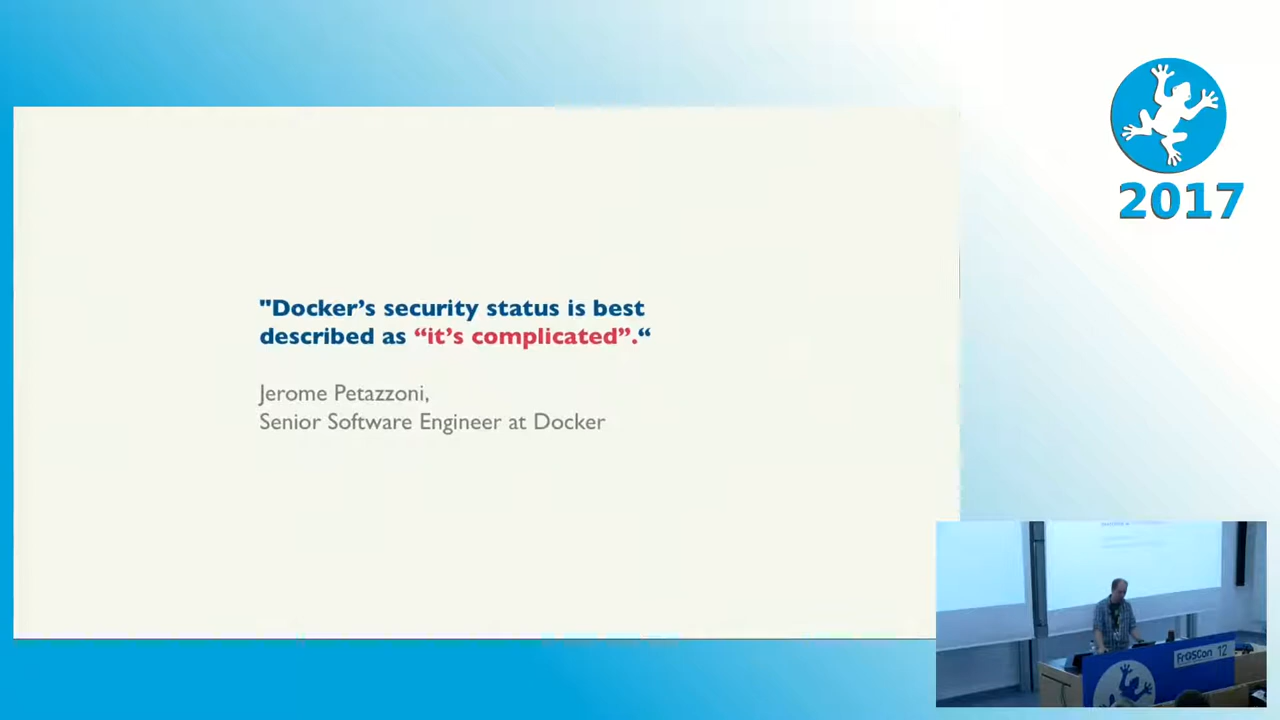 2017
"Docker’s security status is best
described as “it’s complicated”.“
Jerome Petazzoni,
Senior Software Engineer at Docker
FrOSCon 12